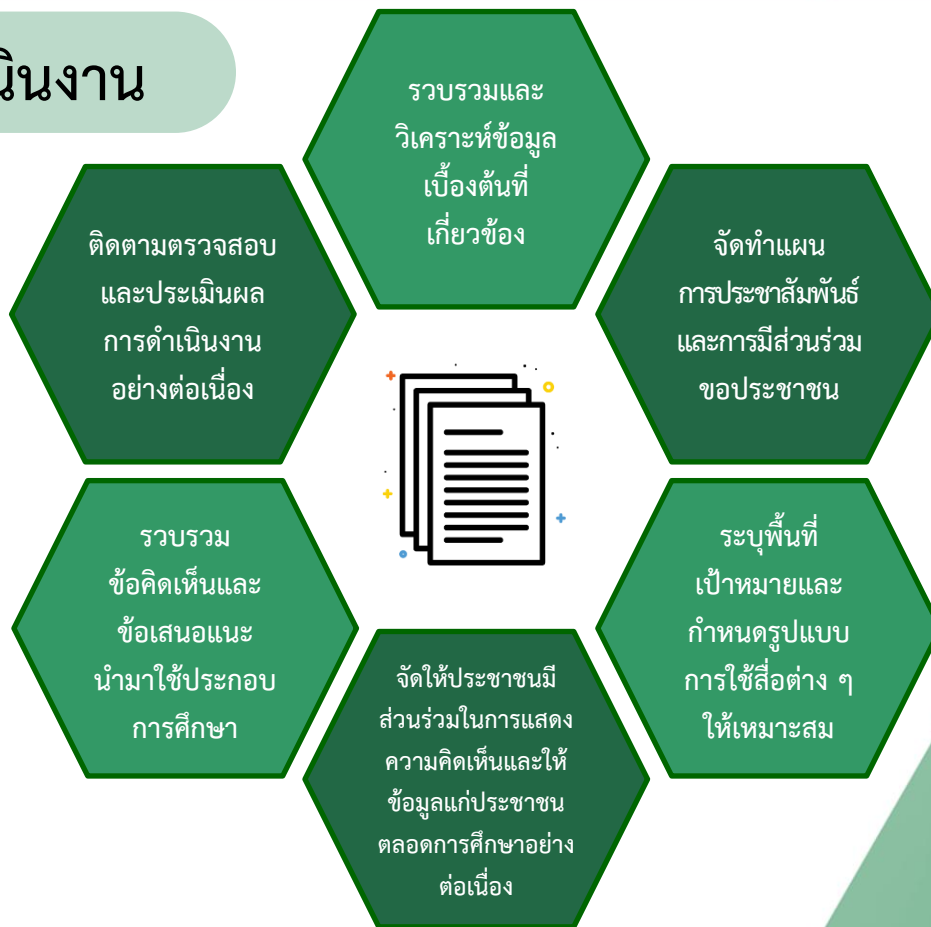 นินงาน
รวบรวมและ
วิเคราะห์ข้อมูล
เบื้องต้นที่
เกี่ยวข้อง
จัดทำแผน
การประชาสัมพันธ์
และการมีส่วนร่วม
ขอประชาชน
ระบุพื้นที่
เป้าหมายและ
กำหนดรูปแบบ
การใช้สื่อต่าง ๆ
ให้เหมาะสม
จัดให้ประชาชนมี
ส่วนร่วมในการแสดง
ความคิดเห็นและให้
ข้อมูลแก่ประชาชน
ตลอดการศึกษาอย่าง
ต่อเนื่อง
รวบรวม
ข้อคิดเห็นและ
ข้อเสนอแนะ
นำมาใช้ประกอบ
การศึกษา
ติดตามตรวจสอบ
และประเมินผล
การดำเนินงาน
อย่างต่อเนื่อง